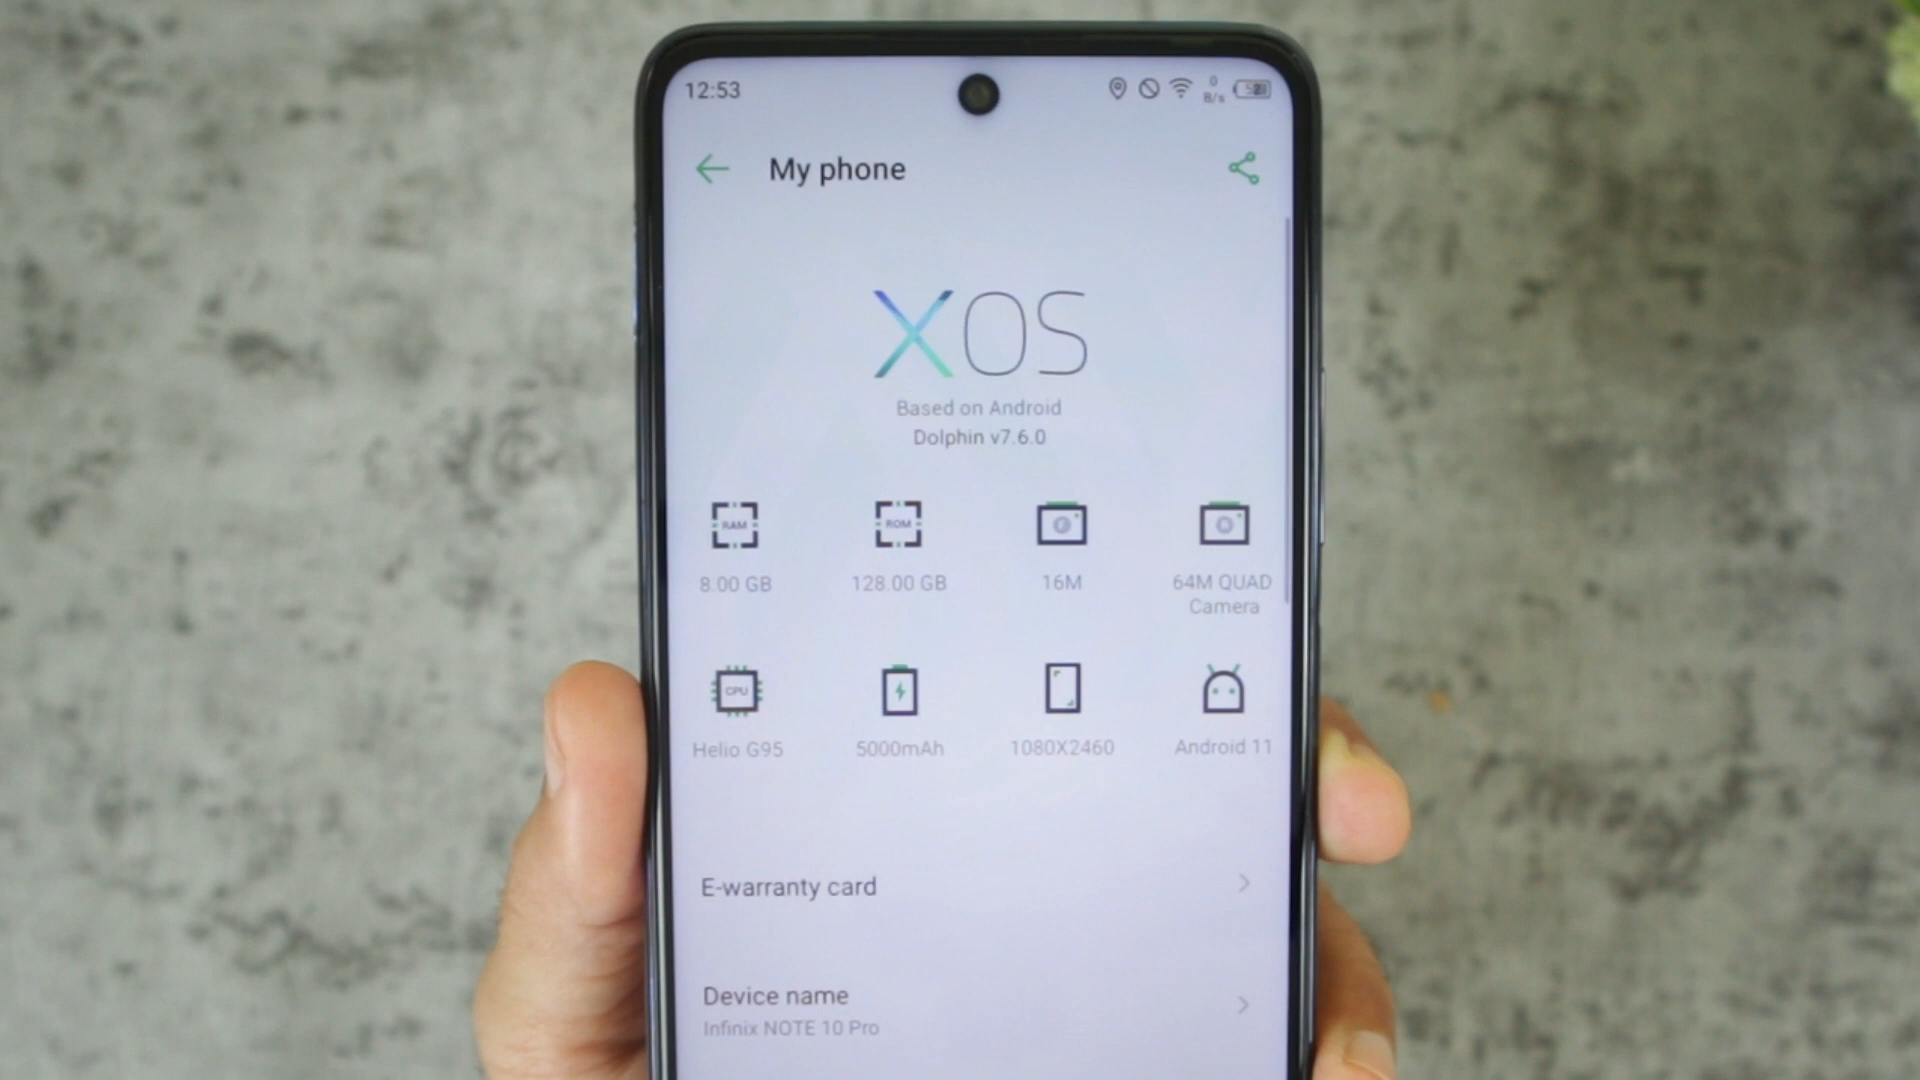 12:53
0
B/s
52
My phone
XOS
Based on Android
Dolphin v7.6.0
RAM
ROM
8.00 GB
128.00 GB
16M
64M QUAD
Camera
CPU
Helio G95
5000mAh
1080X2460
Android 11
E-warranty card
Device name
Infinix NOTE 10 Pro